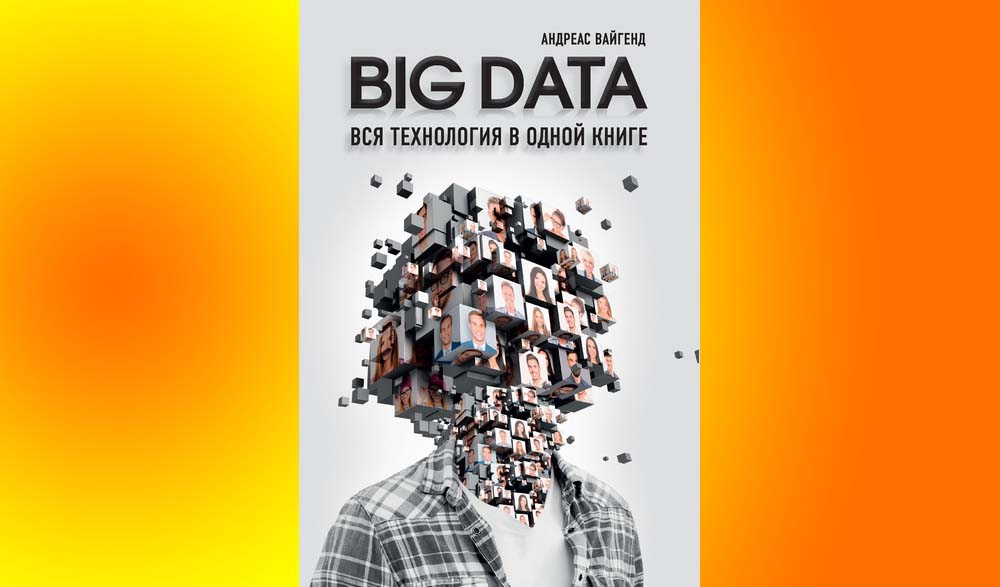 АНДРЕАС ВАЙГЕНД
BIG DATA
ВСЯ ТЕХНОЛОГИЯ В ОДНОЙ КНИГЕ